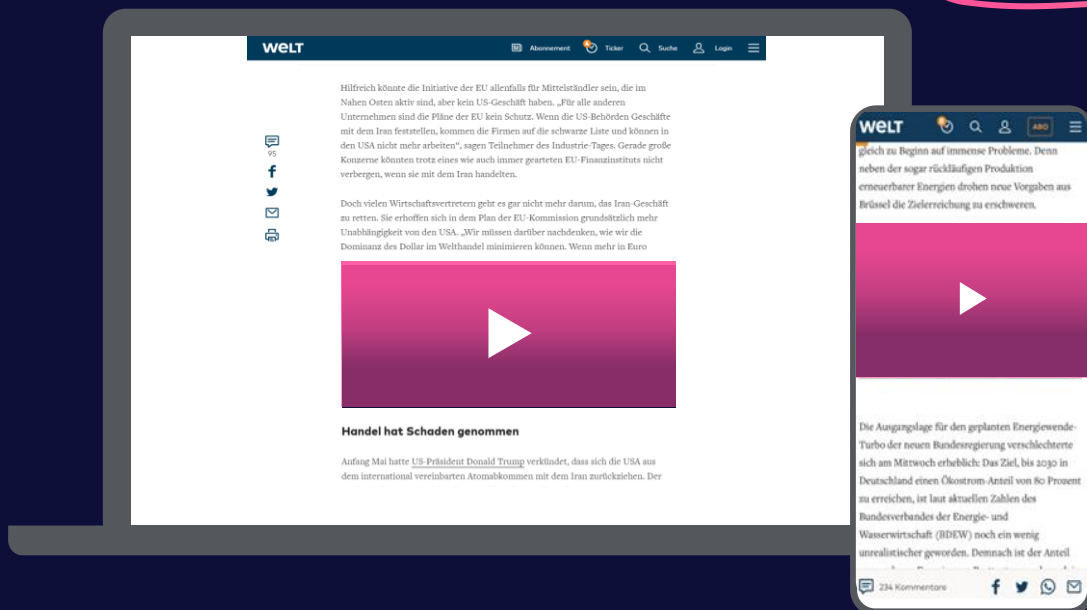 WELT
Abonnement
Ticker
Suche
Login
Hilfreich könnte die Initiative der EU allenfalls für Mittelständler sein, die im
Nahen Osten aktiv sind, aber kein US-Geschäft haben. „Für alle anderen
Unternehmen sind die Pläne der EU kein Schutz. Wenn die US-Behörden Geschäfte
mit dem Iran feststellen, kommen die Firmen auf die schwarze Liste und können in
den USA nicht mehr arbeiten“, sagen Teilnehmer des Industrie-Tages. Gerade große
Konzerne könnten trotz eines wie auch immer gearteten EU-Finanzinstituts nicht
verbergen, wenn sie mit dem Iran handelten.
95
Doch vielen Wirtschaftsvertretern geht es gar nicht mehr darum, das Iran-Geschäft
zu retten. Sie erhoffen sich in dem Plan der EU-Kommission grundsätzlich mehr
Unabhängigkeit von den USA. „Wir müssen darüber nachdenken, wie wir die
Dominanz des Dollar im Welthandel minimieren können. Wenn mehr in Euro
Handel hat Schaden genommen
Anfang Mai hatte US-Präsident Donald Trump verkündet, dass sich die USA aus
dem international vereinbarten Atomabkommen mit dem Iran zurückziehen. Der
WELT
ABO
gleich zu Beginn auf immense Probleme. Denn
neben der sogar rückläufigen Produktion
erneuerbarer Energien drohen neue Vorgaben aus
Brüssel die Zielerreichung zu erschweren.
Die Ausgangslage für den geplanten Energiewende-
Turbo der neuen Bundesregierung verschlechterte
sich am Mittwoch erheblich: Das Ziel, bis 2030 in
Deutschland einen Ökostrom-Anteil von 80 Prozent
zu erreichen, ist laut aktuellen Zahlen des
Bundesverbandes der Energie- und
Wasserwirtschaft (BDEW) noch ein wenig
unrealistischer geworden. Demnach ist der Anteil
234 Kommentare